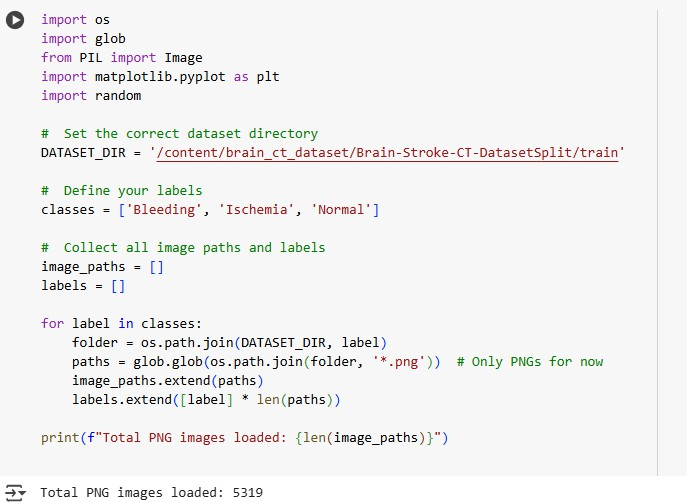 import os
import glob
from PIL import Image
import matplotlib.pyplot as plt
import random
#  Set the correct dataset directory
DATASET_DIR = '/content/brain_ct_dataset/Brain-Stroke-CT-DatasetSplit/train'
#  Define your labels
classes = ['Bleeding', 'Ischemia', 'Normal']
#  Collect all image paths and labels
image_paths = []
labels = []
for label in classes:
    folder = os.path.join(DATASET_DIR, label)
    paths = glob.glob(os.path.join(folder, '*.png'))  # Only PNGs for now
    image_paths.extend(paths)
    labels.extend([label] * len(paths))
print(f"Total PNG images loaded: {len(image_paths)}")
Total PNG images loaded: 5319